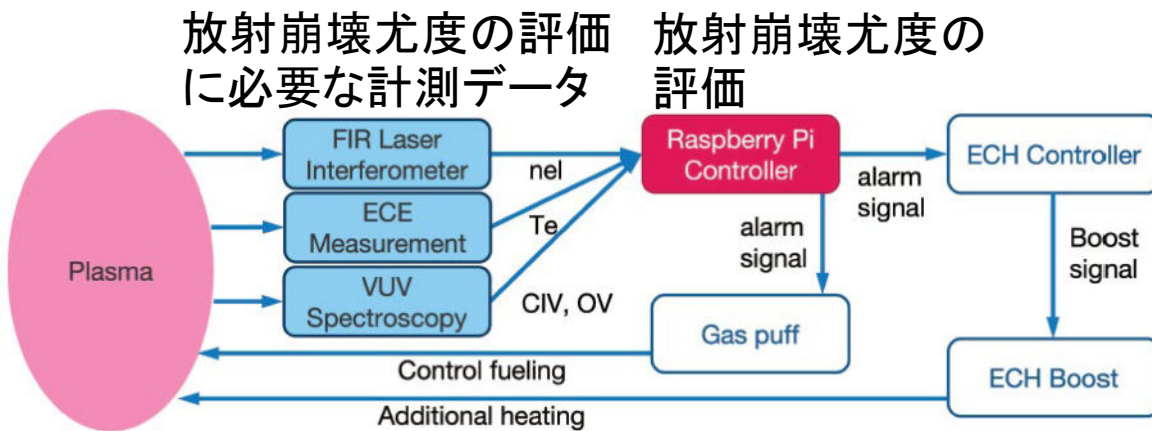 放射崩壊尤度の評価
に必要な計測データ
放射崩壊尤度の
評価
FIR Laser
Interferometer
nel
Raspberry Pi
Controller
alarm
signal
ECH Controller
ECE
Measurement
Te
alarm
signal
Boost
signal
Plasma
VUV
Spectroscopy
CIV, OV
Gas puff
Control fueling
ECH Boost
Additional heating